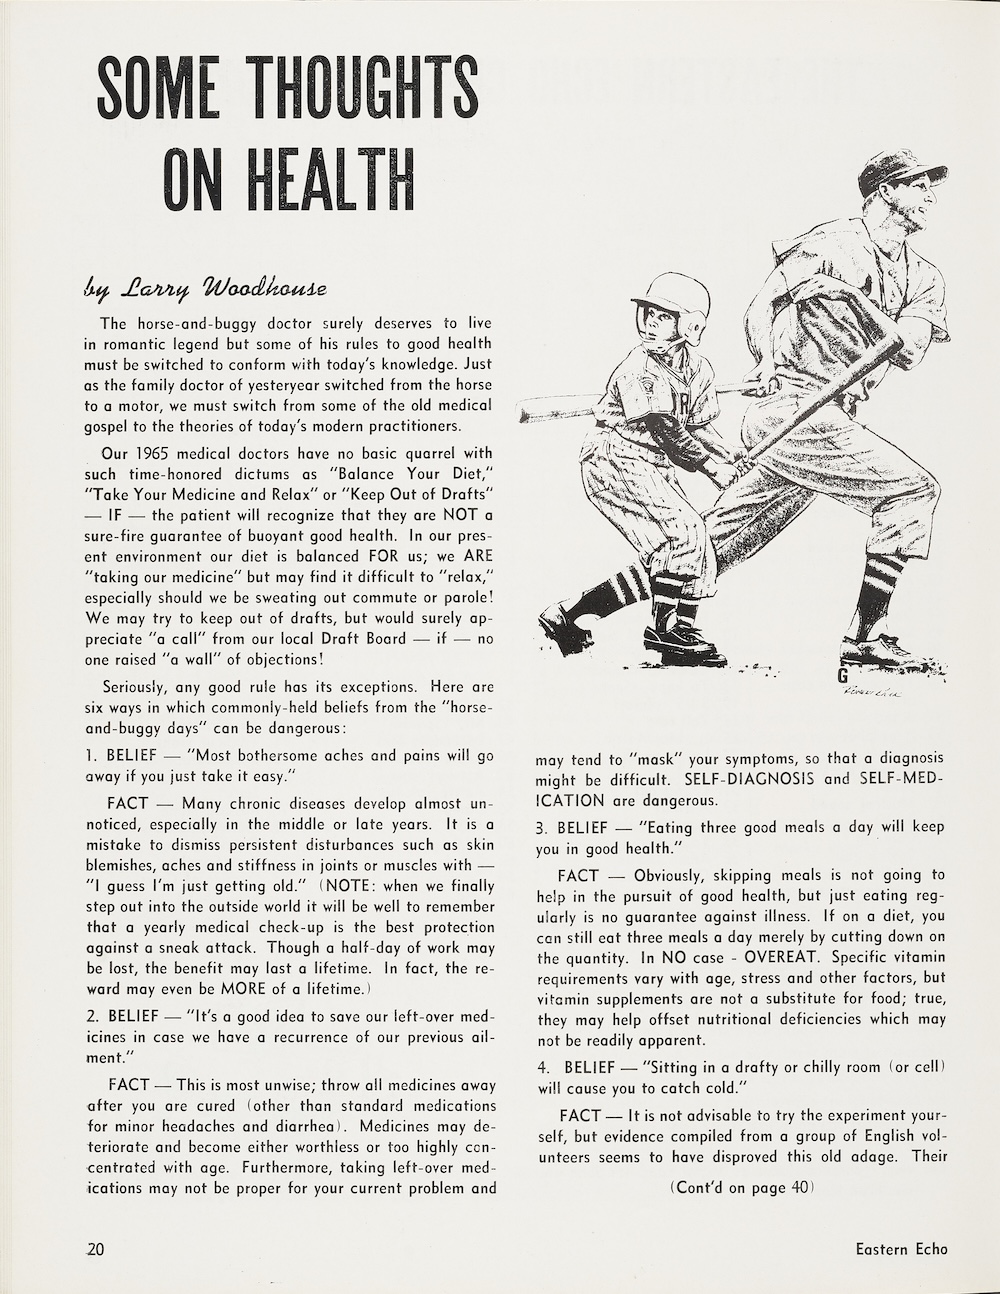 SOME THOUGHTS
ON HEALTH
by Larry Woodhouse
The horse-and-buggy doctor surely deserves to live
in romantic legend but some of his rules to good health
must be switched to conform with today's knowledge. Just
as the family doctor of yesteryear switched from the horse
to a motor, we must switch from some of the old medical
gospel to the theories of today's modern practitioners.
Our 1965 medical doctors have no basic quarrel with
such time-honored dictums as "Balance Your Diet,"
"Take Your Medicine and Relax" or "Keep Out of Drafts"
— IF — the patient will recognize that they are NOT a
sure-fire guarantee of buoyant good health. In our pres-
ent environment our diet is balanced FOR us; we ARE
"taking our medicine" but may find it difficult to "relax,"
especially should we be sweating out commute or parole!
We may try to keep out of drafts, but would surely ap-
preciate "a call" from our local Draft Board — if — no
one raised "a wall" of objections!
Seriously, any good rule has its exceptions. Here are
six ways in which commonly-held beliefs from the "horse-
and-buggy days" can be dangerous:
1. BELIEF — "Most bothersome aches and pains will go
away if you just take it easy."
FACT — Many chronic diseases develop almost un-
noticed, especially in the middle or late years. It is a
mistake to dismiss persistent disturbances such as skin
blemishes, aches and stiffness in joints or muscles with —
"I guess I'm just getting old." (NOTE: when we finally
step out into the outside world it will be well to remember
that a yearly medical check-up is the best protection
against a sneak attack. Though a half-day of work may
be lost, the benefit may last a lifetime. In fact, the re-
ward may even be MORE of a lifetime.)
2. BELIEF — "It's a good idea to save our left-over med-
icines in case we have a recurrence of our previous ail-
ment."
FACT — This is most unwise; throw all medicines away
after you are cured (other than standard medications
for minor headaches and diarrhea). Medicines may de-
teriorate and become either worthless or too highly con-
centrated with age. Furthermore, taking left-over med-
ications may not be proper for your current problem and
R
G
may tend to "mask" your symptoms, so that a diagnosis
might be difficult. SELF-DIAGNOSIS and SELF-MED-
ICATION are dangerous.
3. BELIEF — "Eating three good meals a day will keep
you in good health."
FACT — Obviously, skipping meals is not going to
help in the pursuit of good health, but just eating reg-
ularly is no guarantee against illness. If on a diet, you
can still eat three meals a day merely by cutting down on
the quantity. In NO case - OVEREAT. Specific vitamin
requirements vary with age, stress and other factors, but
vitamin supplements are not a substitute for food; true,
they may help offset nutritional deficiencies which may
not be readily apparent.
4. BELIEF — "Sitting in a drafty or chilly room (or cell)
will cause you to catch cold."
FACT — It is not advisable to try the experiment your-
self, but evidence compiled from a group of English vol-
unteers seems to have disproved this old adage. Their
(Cont'd on page 40)
20
Eastern Echo